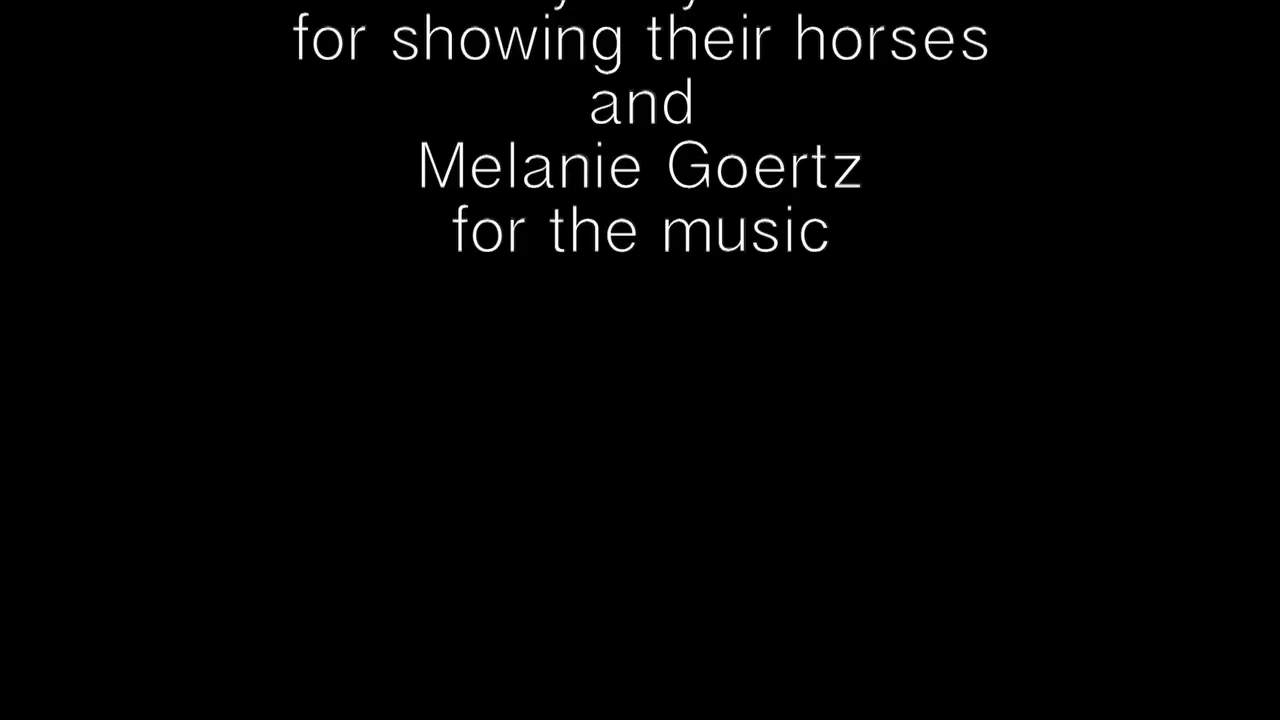 for showing their horses
and
Melanie Goertz
for the music